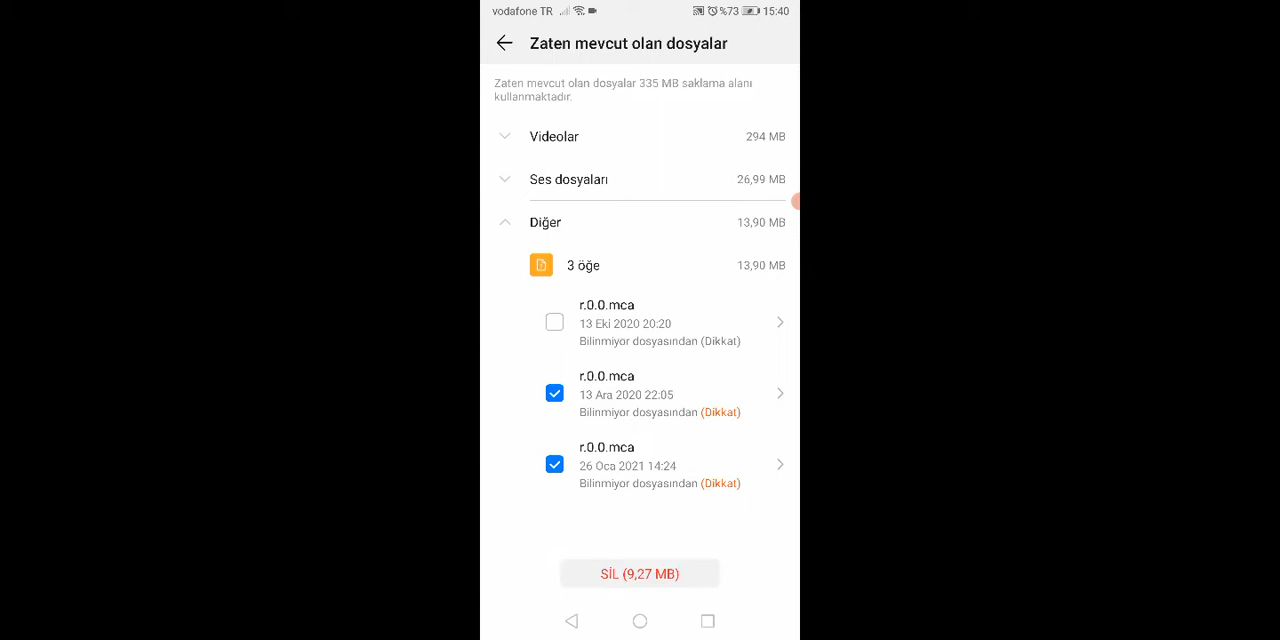 vodafone TR %73 15:40
Zaten mevcut olan dosyalar
Zaten mevcut olan dosyalar 335 MB saklama alanı
kullanmaktadır.
Videolar 294 MB
Ses dosyaları 26,99 MB
Diğer 13,90 MB
3 öğe 13,90 MB
r.0.0.mca
13 Eki 2020 20:20
Bilinmiyor dosyasından (Dikkat)
r.0.0.mca
13 Ara 2020 22:05
Bilinmiyor dosyasından (Dikkat)
r.0.0.mca
26 Oca 2021 14:24
Bilinmiyor dosyasından (Dikkat)
SİL (9,27 MB)